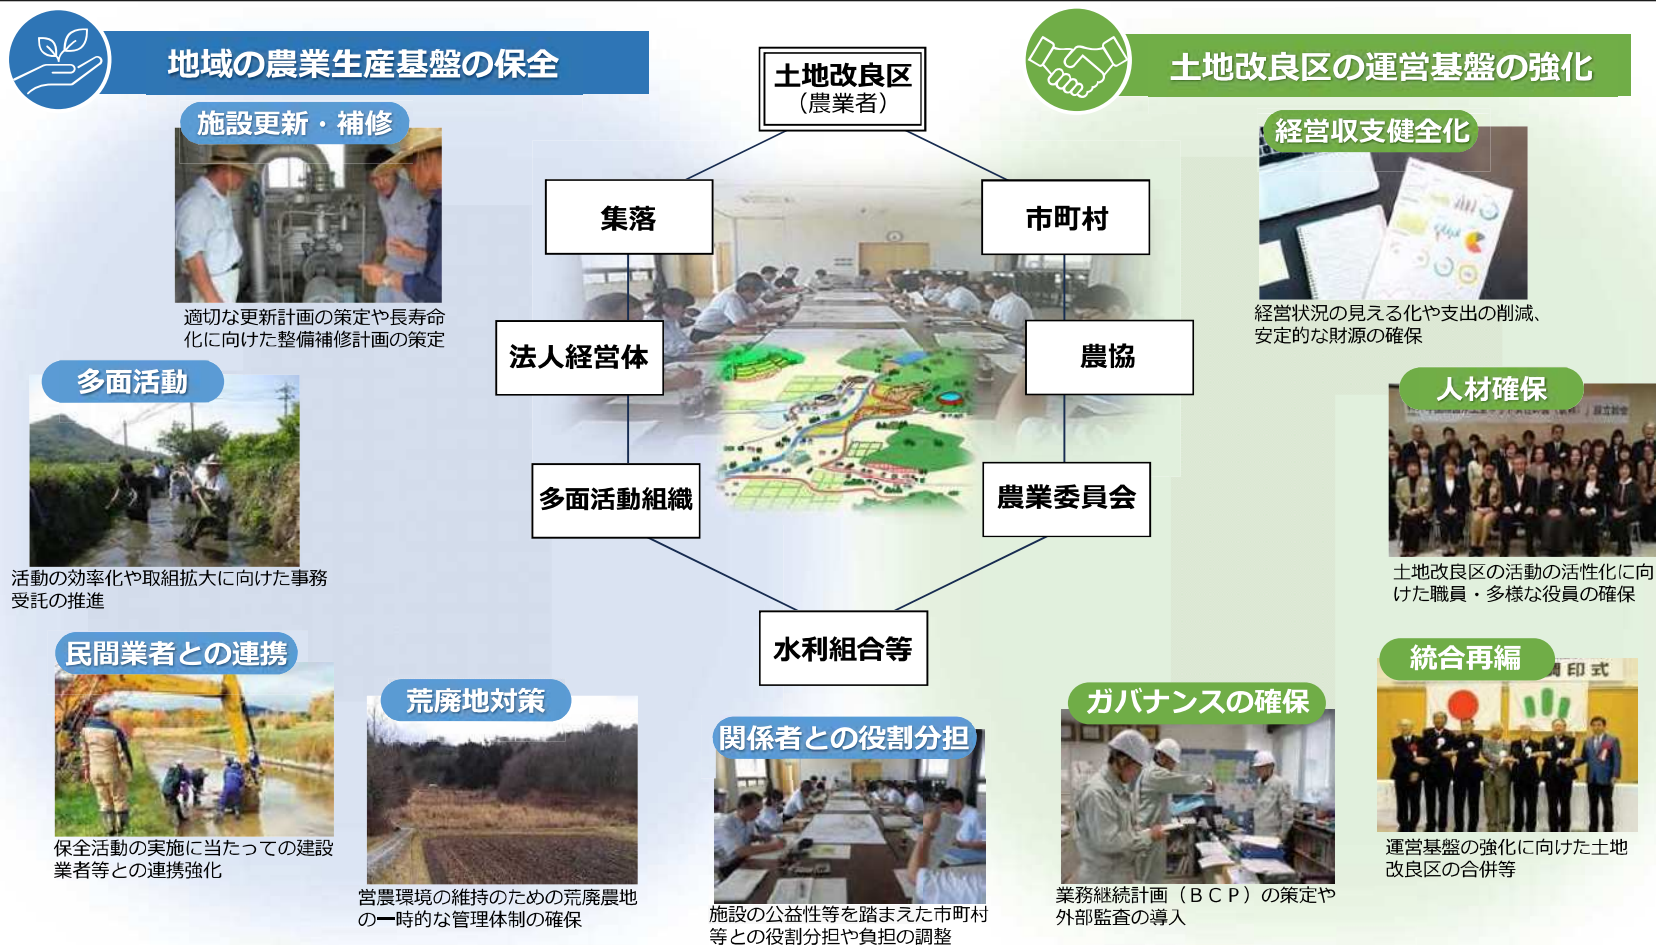 地域の農業生産基盤の保全
土地改良区の運営基盤の強化
土地改良区
（農業者）
集落
市町村
法人経営体
農協
多面活動組織
農業委員会
水利組合等
施設更新・補修
適切な更新計画の策定や長寿命
化に向けた整備補修計画の策定
多面活動
活動の効率化や取組拡大に向けた事務
受託の推進
民間業者との連携
保全活動の実施に当たっての建設
業者等との連携強化
荒廃地対策
営農環境の維持のための荒廃農地
の一時的な管理体制の確保
関係者との役割分担
施設の公益性等を踏まえた市町村
等との役割分担や負担の調整
経営収支健全化
経営状況の見える化や支出の削減、
安定的な財源の確保
人材確保
設立総会
土地改良区の活動の活性化に向
けた職員・多様な役員の確保
統合再編
調印式
運営基盤の強化に向けた土地
改良区の合併等
ガバナンスの確保
業務継続計画（ＢＣＰ）の策定や
外部監査の導入